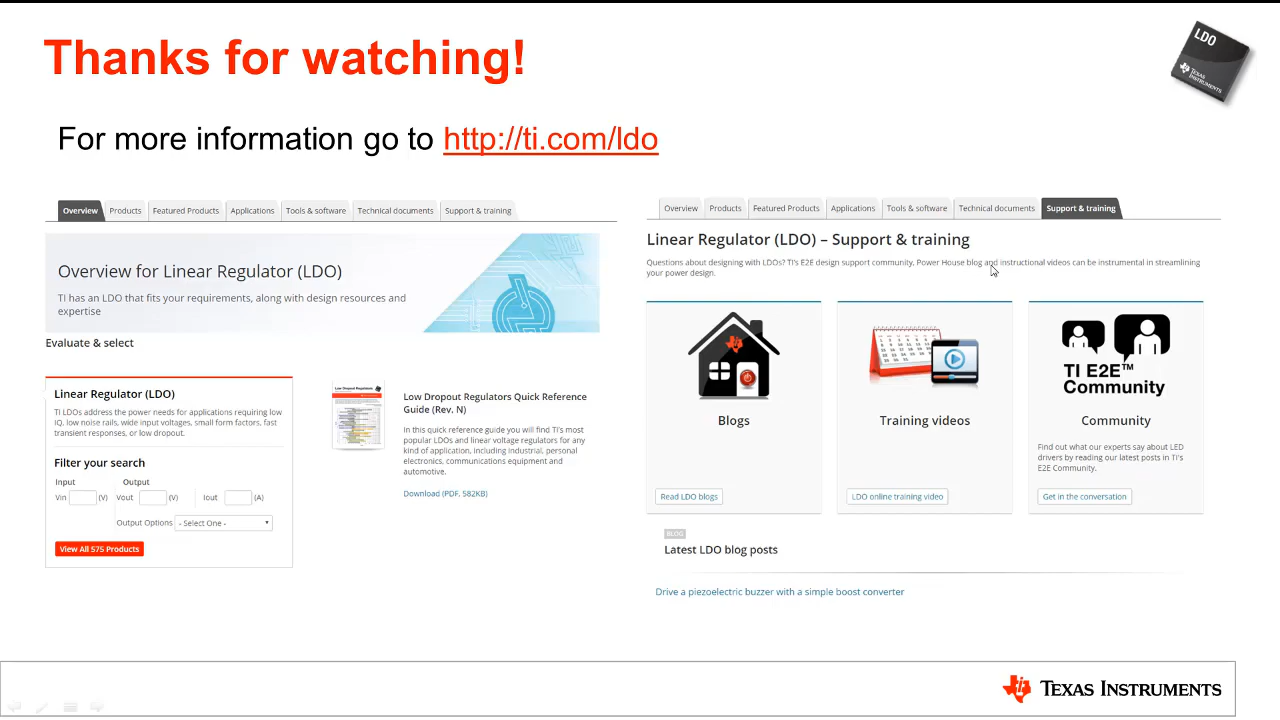 Thanks for watching!
LDO
TEXAS
INSTRUMENTS
For more information go to http://ti.com/ldo
Overview Products Featured Products Applications Tools & software Technical documents Support & training
Overview for Linear Regulator (LDO)
TI has an LDO that fits your requirements, along with design resources and
expertise
Evaluate & select
Linear Regulator (LDO)
TI LDOs address the power needs for applications requiring low
IQ, low noise rails, wide input voltages, small form factors, fast
transient responses, or low dropout.
Filter your search
Input Output
Vin (V) Vout (V) Iout (A)
Output Options - Select One -
View All 575 Products
Low Dropout Regulators
Low Dropout Regulators Quick Reference
Guide (Rev. N)
In this quick reference guide you will find TI's most
popular LDOs and linear voltage regulators for any
kind of application, including industrial, personal
electronics, communications equipment and
automotive.
Download (PDF, 582KB)
Overview Products Featured Products Applications Tools & software Technical documents Support & training
Linear Regulator (LDO) – Support & training
Questions about designing with LDOs? TI's E2E design support community, Power House blog and instructional videos can be instrumental in streamlining
your power design.
Blogs
Read LDO blogs
Training videos
LDO online training video
TI E2E™
Community
Community
Find out what our experts say about LED
drivers by reading our latest posts in TI's
E2E Community.
Get in the conversation
BLOG
Latest LDO blog posts
Drive a piezoelectric buzzer with a simple boost converter
TEXAS INSTRUMENTS